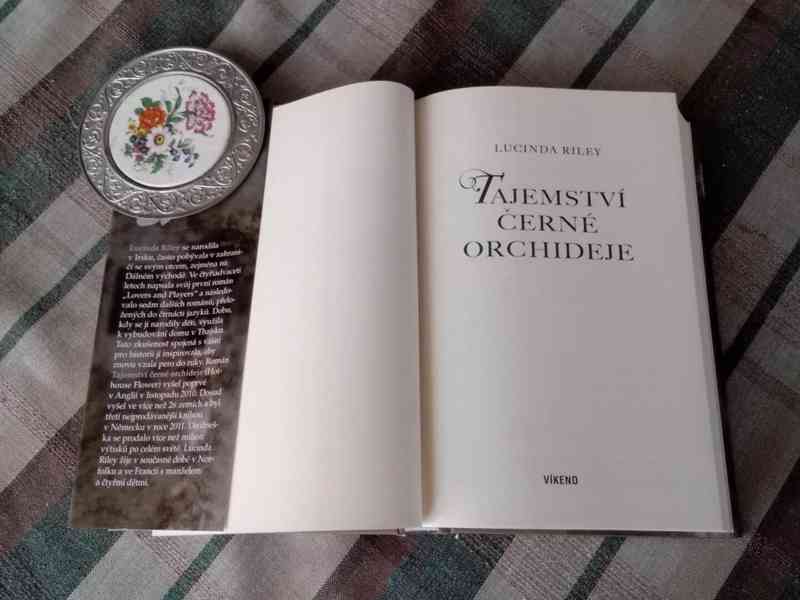 Lucinda Riley se narodila
v Irsku, často pobývala v zahrani-
čí se svým otcem, zejména na
Dálném východě. Ve čtyřiadvaceti
letech napsala svůj první román
„Lovers and Players“ a následo-
valo sedm dalších románů, přelo-
žených do čtrnácti jazyků. Dobu,
kdy se jí narodily děti, využila
k vybudování domu v Thajsku.
Tato zkušenost spojená s vášní
pro historii ji inspirovala, aby
znovu vzala pero do ruky. Román
Tajemství černé orchideje (Hot-
house Flower) vyšel poprvé
v Anglii v listopadu 2010. Dosud
vyšel ve více než 26 zemích a byl
třetí nejprodávanější knihou
v Německu v roce 2011. Do dneš-
ka se prodalo více než milion
výtisků po celém světě. Lucinda
Riley žije v současné době v Nor-
folku a ve Francii s manželem
a čtyřmi dětmi.
LUCINDA RILEY
TAJEMSTVÍ
ČERNÉ
ORCHIDEJE
VÍKEND